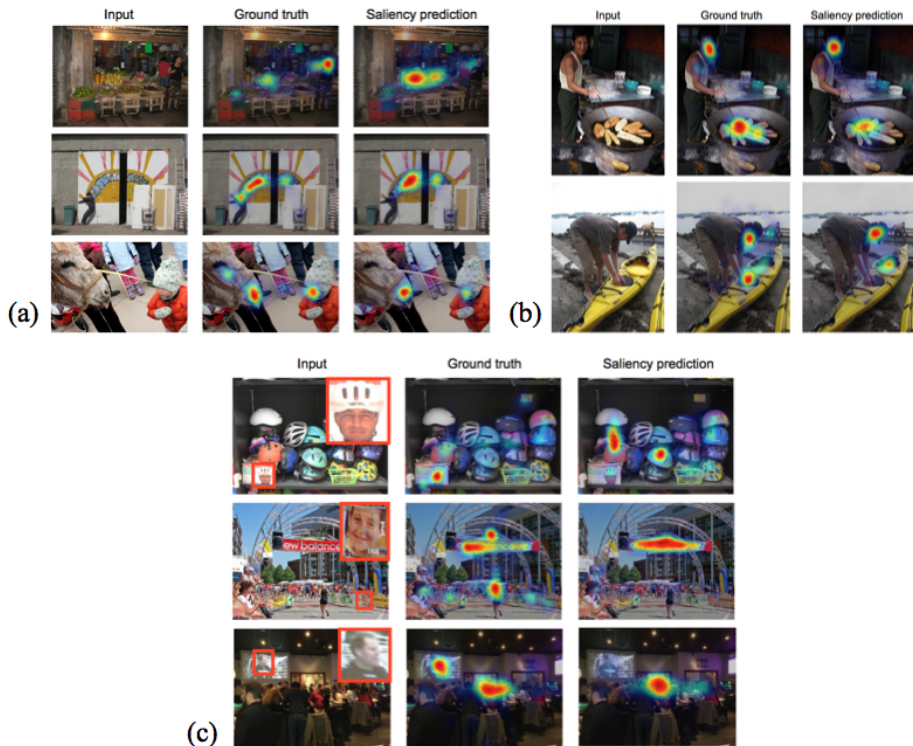 Input Ground truth Saliency prediction
Input Ground truth Saliency prediction
(a)
(b)
Input Ground truth Saliency prediction
ew balance
(c)